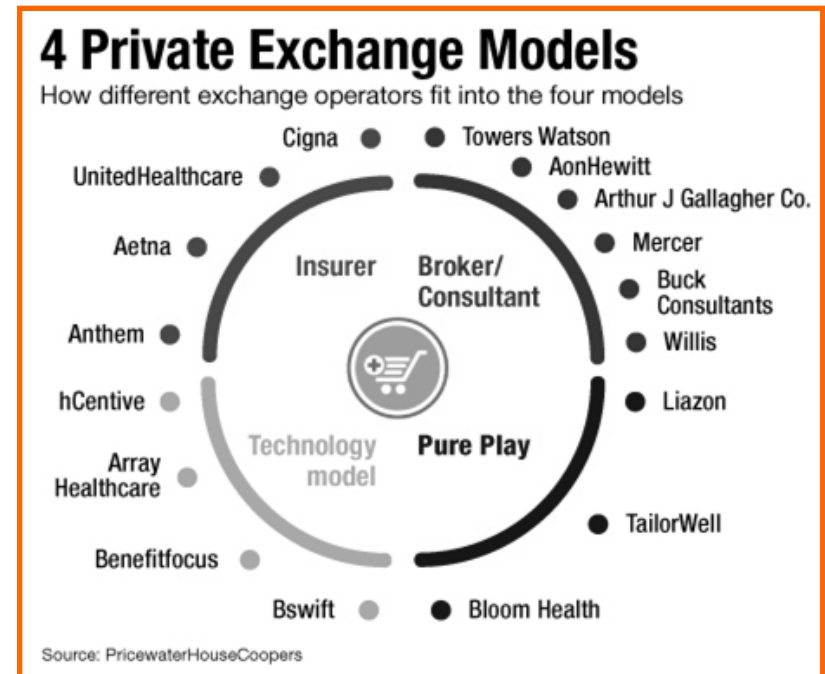 4 Private Exchange Models
How different exchange operators fit into the four models
Cigna
Towers Watson
UnitedHealthcare
AonHewitt
Arthur J Gallagher Co.
Aetna
Mercer
Insurer
Broker/
Consultant
Buck
Consultants
Anthem
Willis
hCentive
Liazon
Technology
model
Pure Play
Array
Healthcare
TailorWell
Benefitfocus
Bswift
Bloom Health
Source: PricewaterHouseCoopers